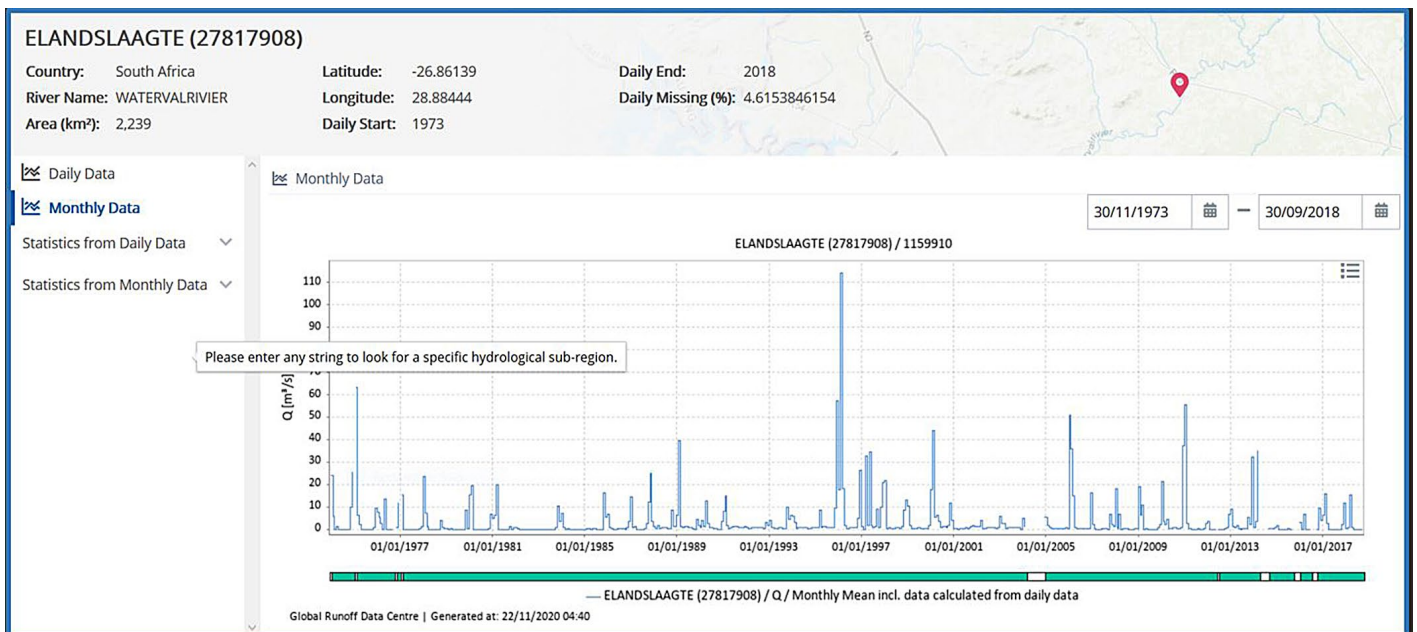 ELANDSLAAGTE (27817908)
Country: South Africa Latitude: -26.86139 Daily End: 2018
River Name: WATERVALRIVIER Longitude: 28.88444 Daily Missing (%): 4.6153846154
Area (km²): 2,239 Daily Start: 1973
Daily Data
Monthly Data
Statistics from Daily Data
Statistics from Monthly Data
Monthly Data
30/11/1973 — 30/09/2018
ELANDSLAAGTE (27817908) / 1159910
110
100
90
Please enter any string to look for a specific hydrological sub-region.
60
50
40
30
20
10
0
Q [m³/s]
01/01/1977 01/01/1981 01/01/1985 01/01/1989 01/01/1993 01/01/1997 01/01/2001 01/01/2005 01/01/2009 01/01/2013 01/01/2017
ELANDSLAAGTE (27817908) / Q / Monthly Mean incl. data calculated from daily data
Global Runoff Data Centre | Generated at: 22/11/2020 04:40